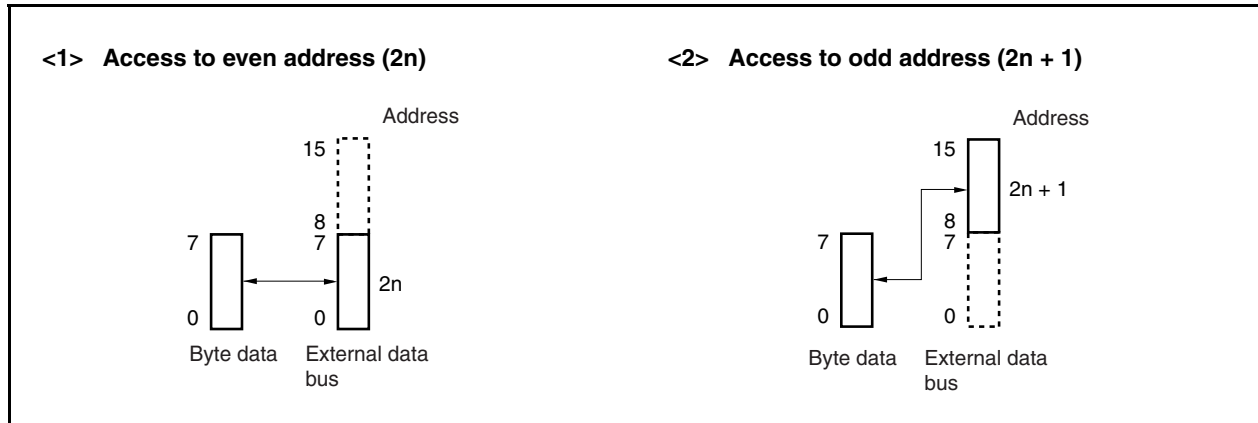 <1> Access to even address (2n)
Address
15
8
7
7
2n
0
0
Byte data
External data
bus
<2> Access to odd address (2n + 1)
Address
15
2n + 1
8
7
7
0
0
Byte data
External data
bus